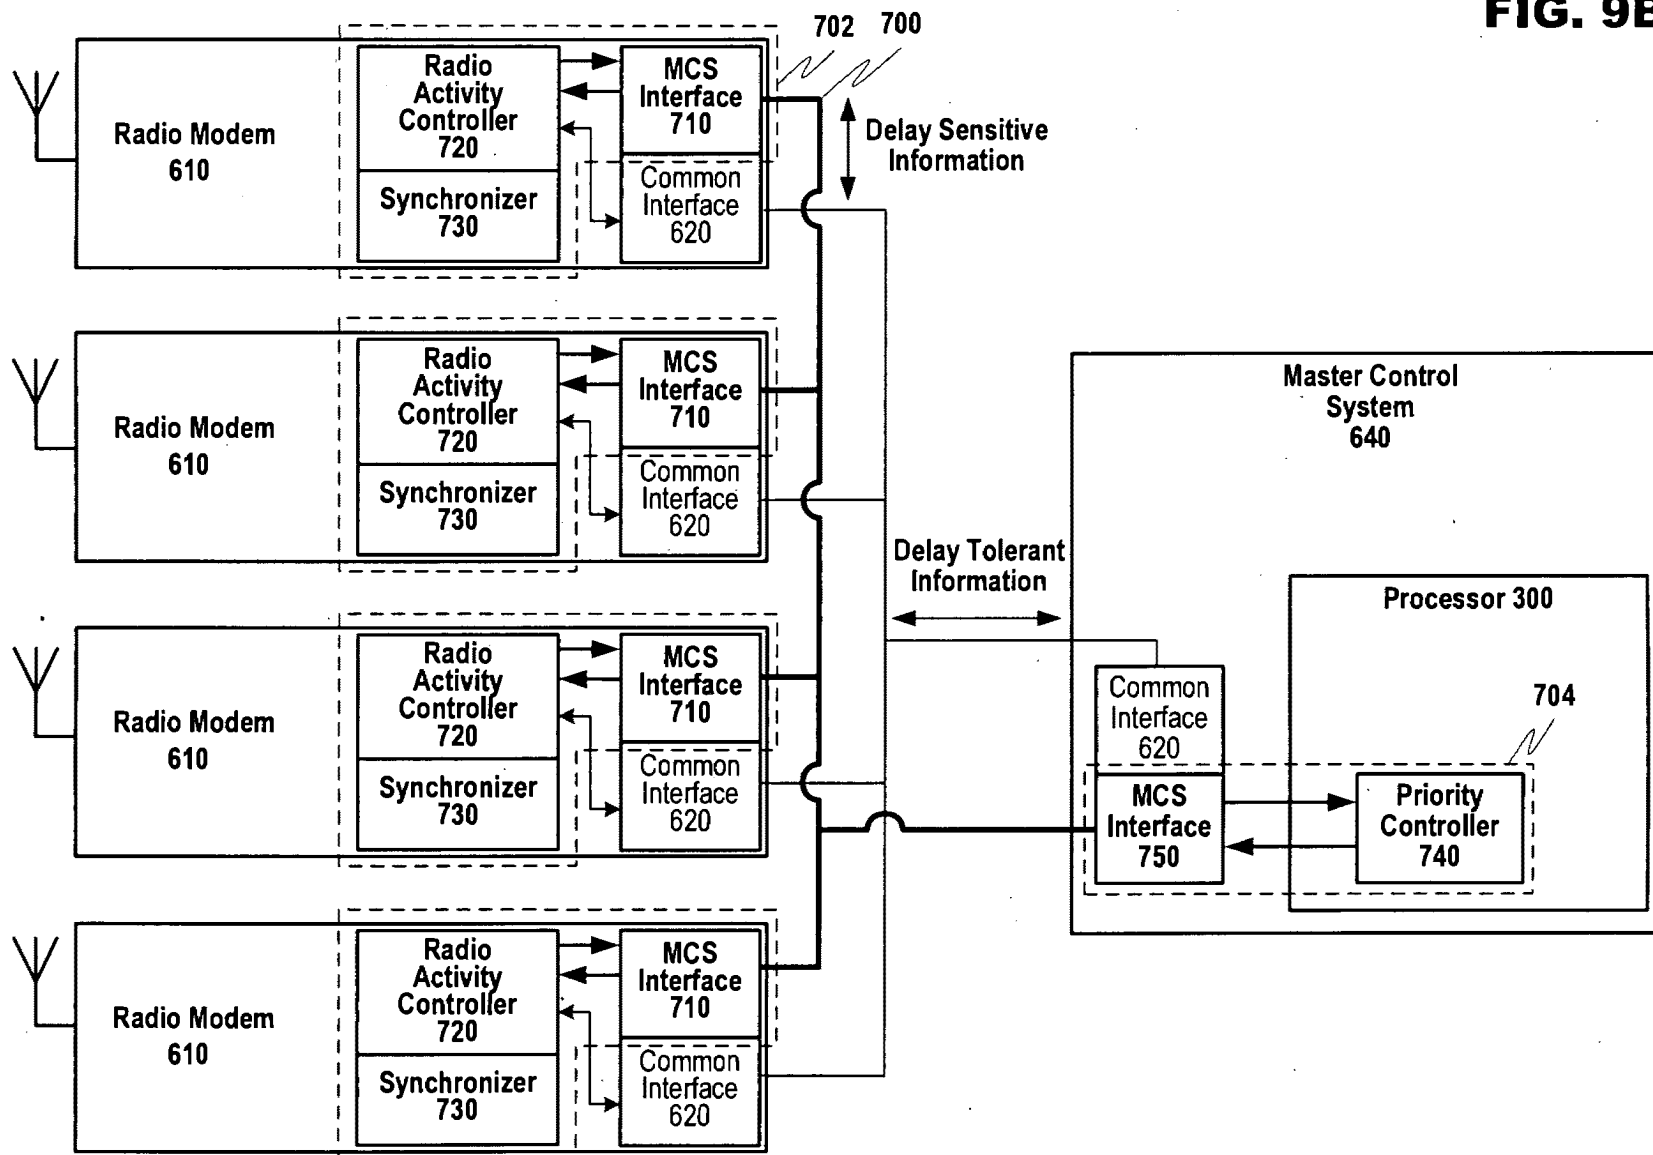 FIG. 9B
702 700
Radio
Activity
Controller
720
MCS
Interface
710
Radio Modem
610
Synchronizer
730
Common
Interface
620
Delay Sensitive
Information
Radio
Activity
Controller
720
MCS
Interface
710
Radio Modem
610
Synchronizer
730
Common
Interface
620
Master Control
System
640
Delay Tolerant
Information
Processor 300
Radio
Activity
Controller
720
MCS
Interface
710
Radio Modem
610
Synchronizer
730
Common
Interface
620
Common
Interface
620
704
MCS
Interface
750
Priority
Controller
740
Radio
Activity
Controller
720
MCS
Interface
710
Radio Modem
610
Synchronizer
730
Common
Interface
620